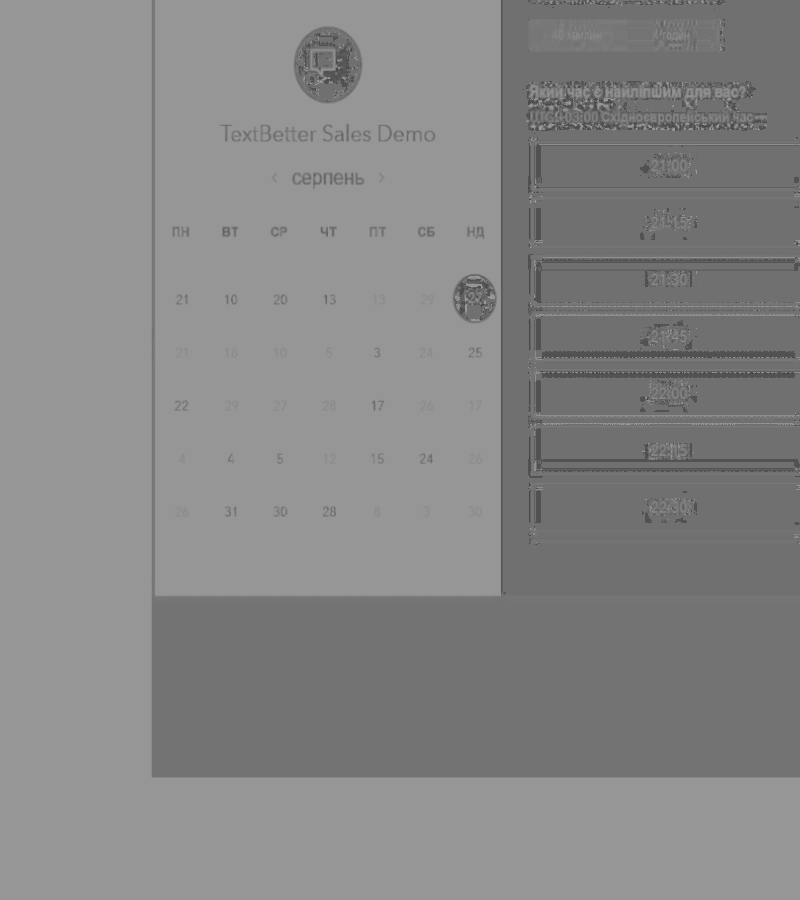 TextBetter Sales Demo
‹ серпень ›
ПН ВТ СР ЧТ ПТ СБ НД
21 10 20 13 13 29
21 18 10 5 3 24 25
22 29 27 28 17 26 17
4 4 5 12 15 24 26
26 31 30 28 8 3 30
годин
Який час є найліпшим для вас?
Східноєвропейський час
21:00
21:15
21:30
21:45
22:00
22:15
22:30